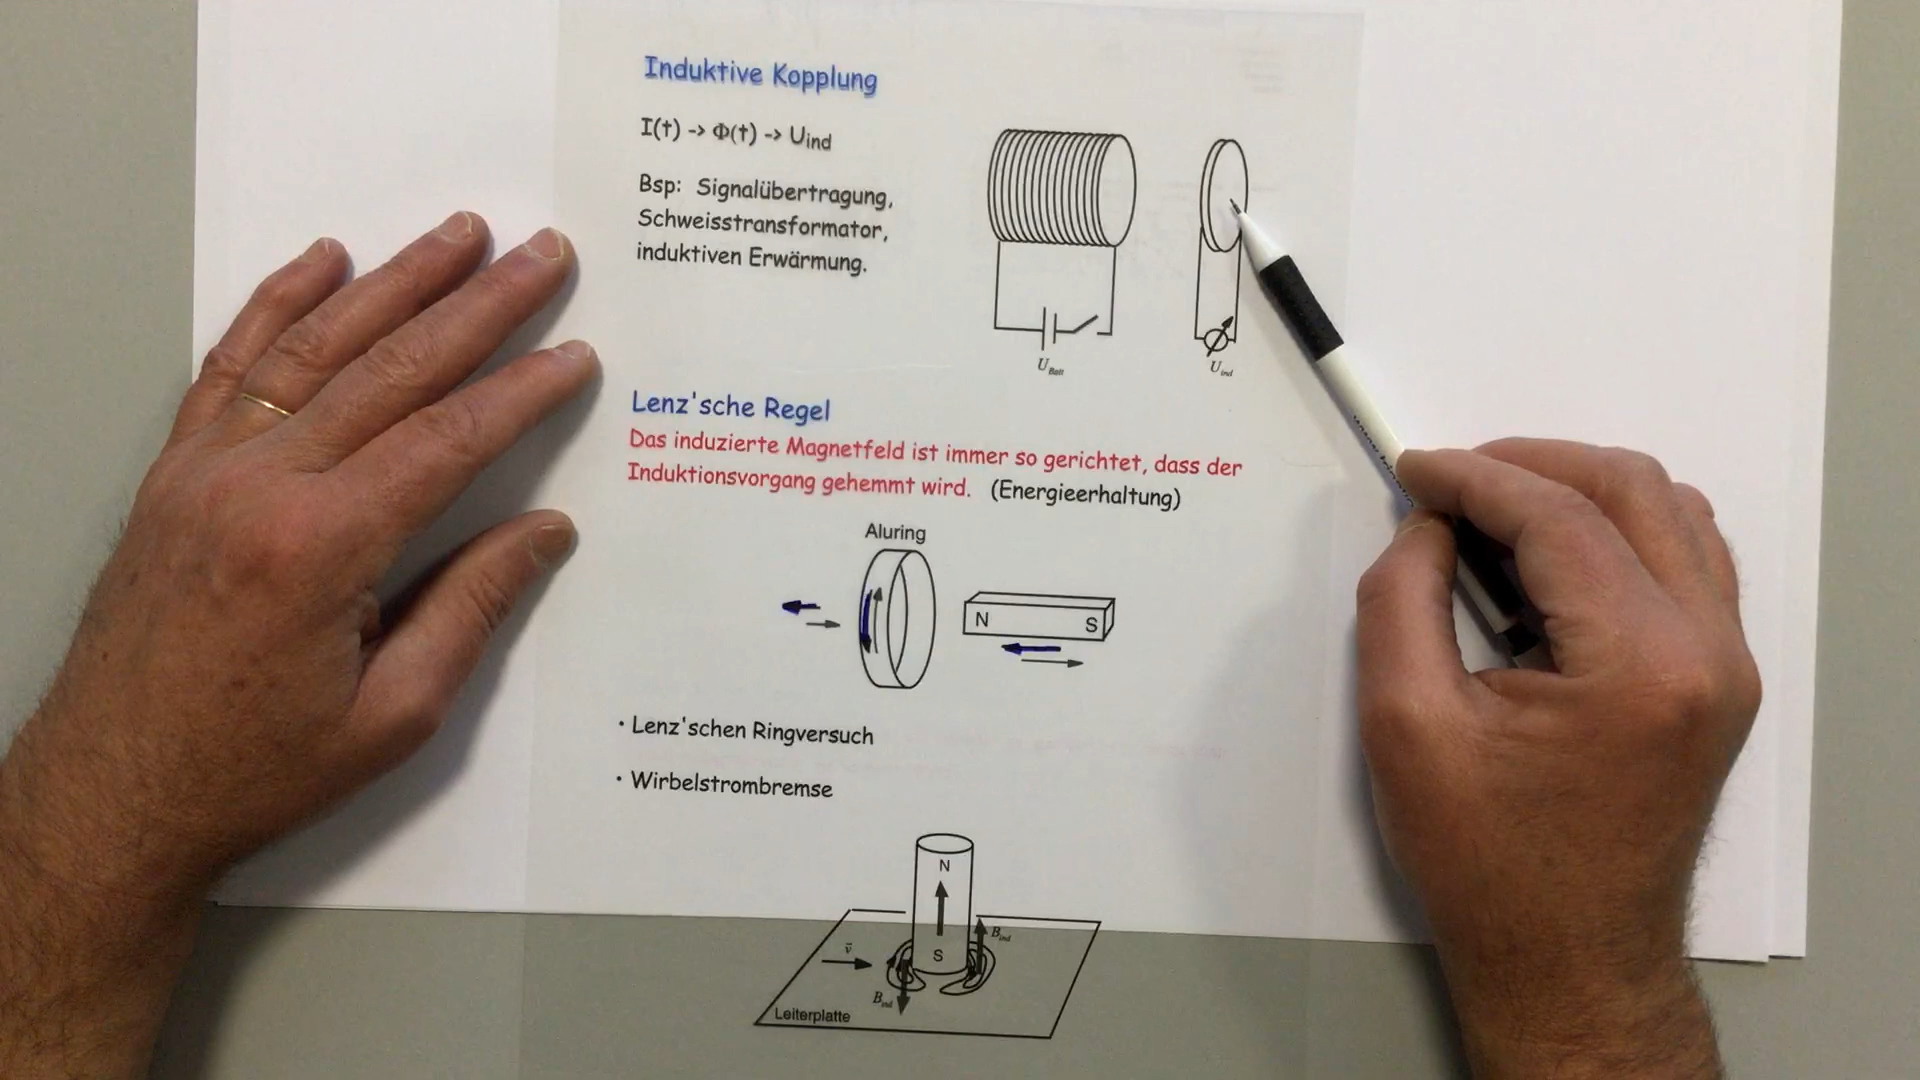 Induktive Kopplung
I(t) -> Φ(t) -> Uind
Bsp: Signalübertragung,
Schweisstransformator,
induktiven Erwärmung.
UBatt
Uind
Lenz'sche Regel
Das induzierte Magnetfeld ist immer so gerichtet, dass der
Induktionsvorgang gehemmt wird. (Energieerhaltung)
Aluring
N S
· Lenz'schen Ringversuch
· Wirbelstrombremse
N
Bind
v
S
Bind
Leiterplatte